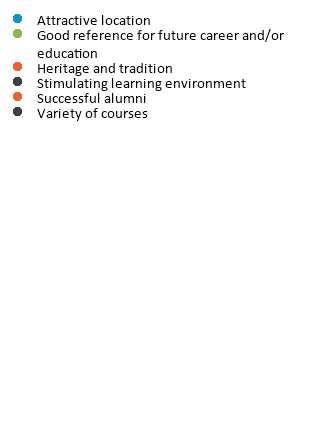 Attractive location
Good reference for future career and/or
education
Heritage and tradition
Stimulating learning environment
Successful alumni
Variety of courses